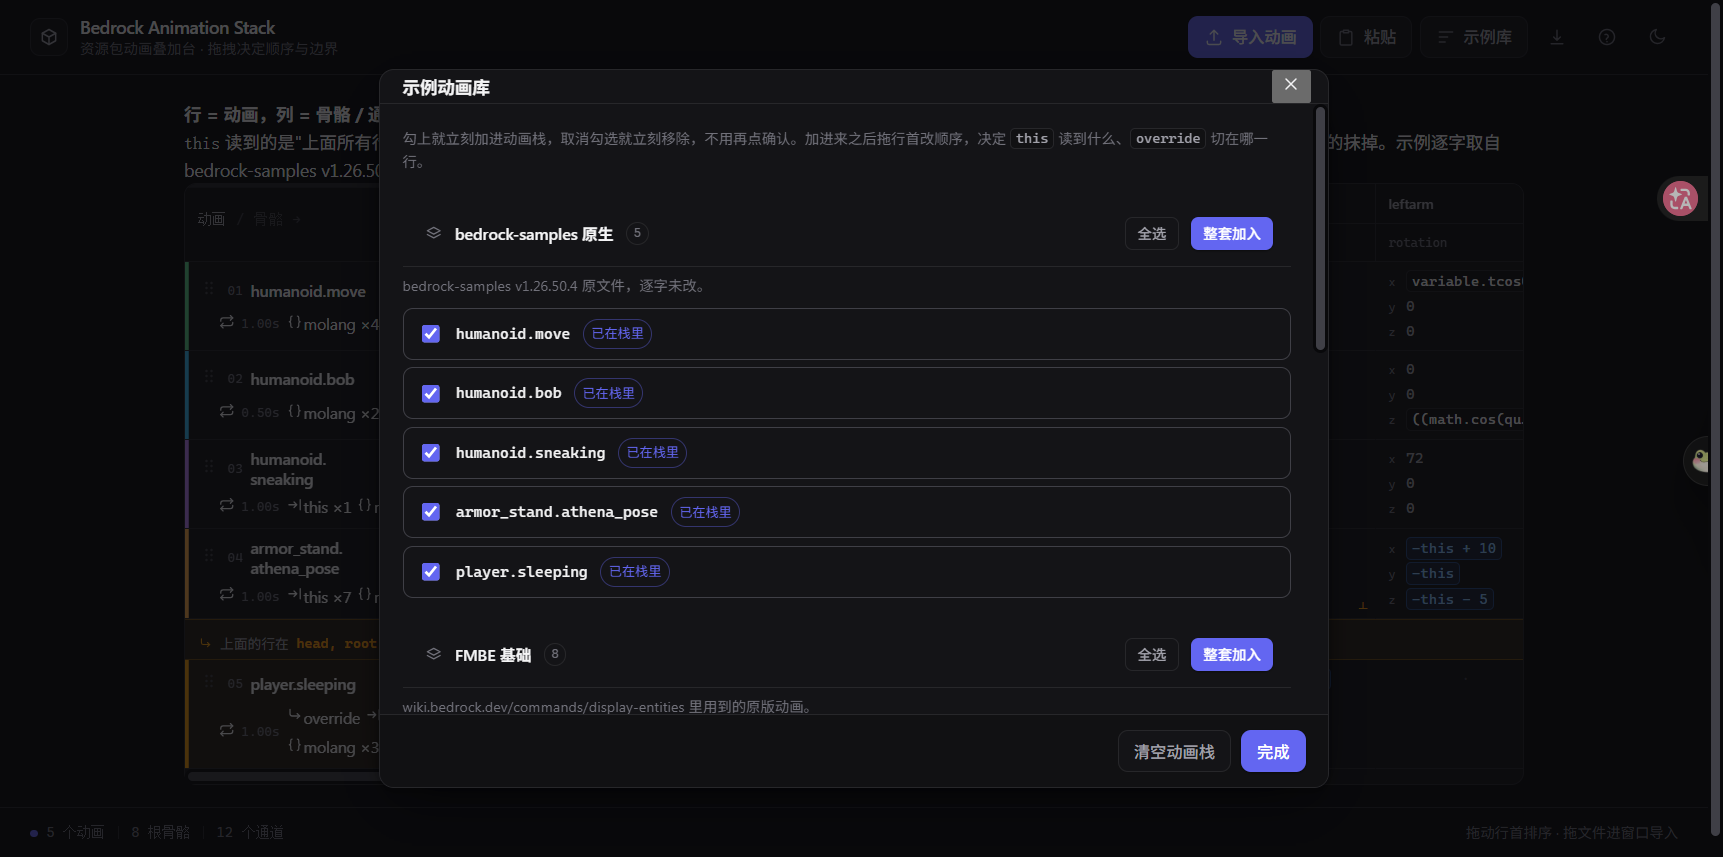 Bedrock Animation Stack
资源包动画叠加台 · 拖拽决定顺序与边界
导入动画
粘贴
示例库
行 = 动画，列 = 骨骼 / 通
this 读到的是"上面所有行
的抹掉。示例逐字取自
bedrock-samples v1.26.50
动画 / 骨骼 →
leftarm
rotation
01 humanoid.move
1.00s {} molang ×4
x variable.tcos
y 0
z 0
02 humanoid.bob
0.50s {} molang ×2
x 0
y 0
z ((math.cos(qu
03 humanoid.
sneaking
1.00s this ×1 {}
x 72
y 0
z 0
04 armor_stand.
athena_pose
1.00s this ×7 {}
x -this + 10
y -this
z -this - 5
上面的行在 head, root
05 player.sleeping
override
1.00s
{} molang ×3
示例动画库
勾上就立刻加进动画栈，取消勾选就立刻移除，不用再点确认。加进来之后拖行首改顺序，决定 this 读到什么、override 切在哪一
行。
bedrock-samples 原生 5
全选
整套加入
bedrock-samples v1.26.50.4 原文件，逐字未改。
humanoid.move 已在栈里
humanoid.bob 已在栈里
humanoid.sneaking 已在栈里
armor_stand.athena_pose 已在栈里
player.sleeping 已在栈里
FMBE 基础 8
全选
整套加入
wiki.bedrock.dev/commands/display-entities 里用到的原版动画。
清空动画栈
完成
5 个动画 8 根骨骼 12 个通道
拖动行首排序 · 拖文件进窗口导入